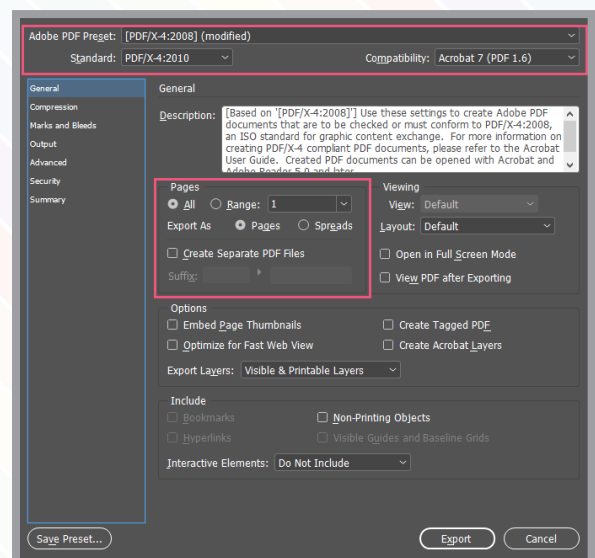 Adobe PDF Preset: [PDF/X-4:2008] (modified)
Standard: PDF/X-4:2010 Compatibility: Acrobat 7 (PDF 1.6)
General
Compression
Marks and Bleeds
Output
Advanced
Security
Summary
General
Description: [Based on '[PDF/X-4:2008]'] Use these settings to create Adobe PDF
documents that are to be checked or must conform to PDF/X-4:2008,
an ISO standard for graphic content exchange. For more information on
creating PDF/X-4 compliant PDF documents, please refer to the Acrobat
User Guide. Created PDF documents can be opened with Acrobat and
Adobe Reader 5.0 and later.
Pages
All Range: 1
Export As Pages Spreads
Create Separate PDF Files
Suffix:
Viewing
View: Default
Layout: Default
Open in Full Screen Mode
View PDF after Exporting
Options
Embed Page Thumbnails Create Tagged PDF
Optimize for Fast Web View Create Acrobat Layers
Export Layers: Visible & Printable Layers
Include
Bookmarks Non-Printing Objects
Hyperlinks Visible Guides and Baseline Grids
Interactive Elements: Do Not Include
Save Preset... Export Cancel